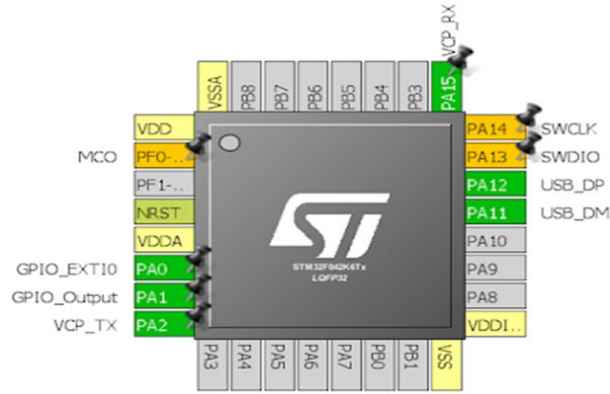 VCP_RX
VSSA PB8 PB7 PB6 PB5 PB4 PB3 PA15
VDD PA14 SWCLK
MCO PF0-.. PA13 SWDIO
PF1-.. PA12 USB_DP
NRST PA11 USB_DM
VDDA PA10
GPIO_EXTI0 PA0 PA9
GPIO_Output PA1 PA8
VCP_TX PA2 VDDI..
ST
STM32F042K6Tx
LQFP32
PA3 PA4 PA5 PA6 PA7 PB0 PB1 VSS